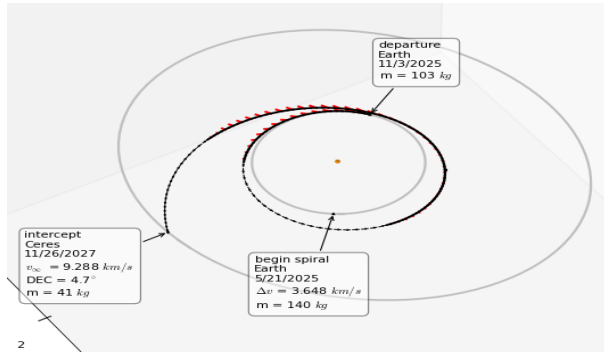 departure
Earth
11/3/2025
m = 103 kg
intercept
Ceres
11/26/2027
v∞ = 9.288 km/s
DEC = 4.7°
m = 41 kg
begin spiral
Earth
5/21/2025
Δv = 3.648 km/s
m = 140 kg
2